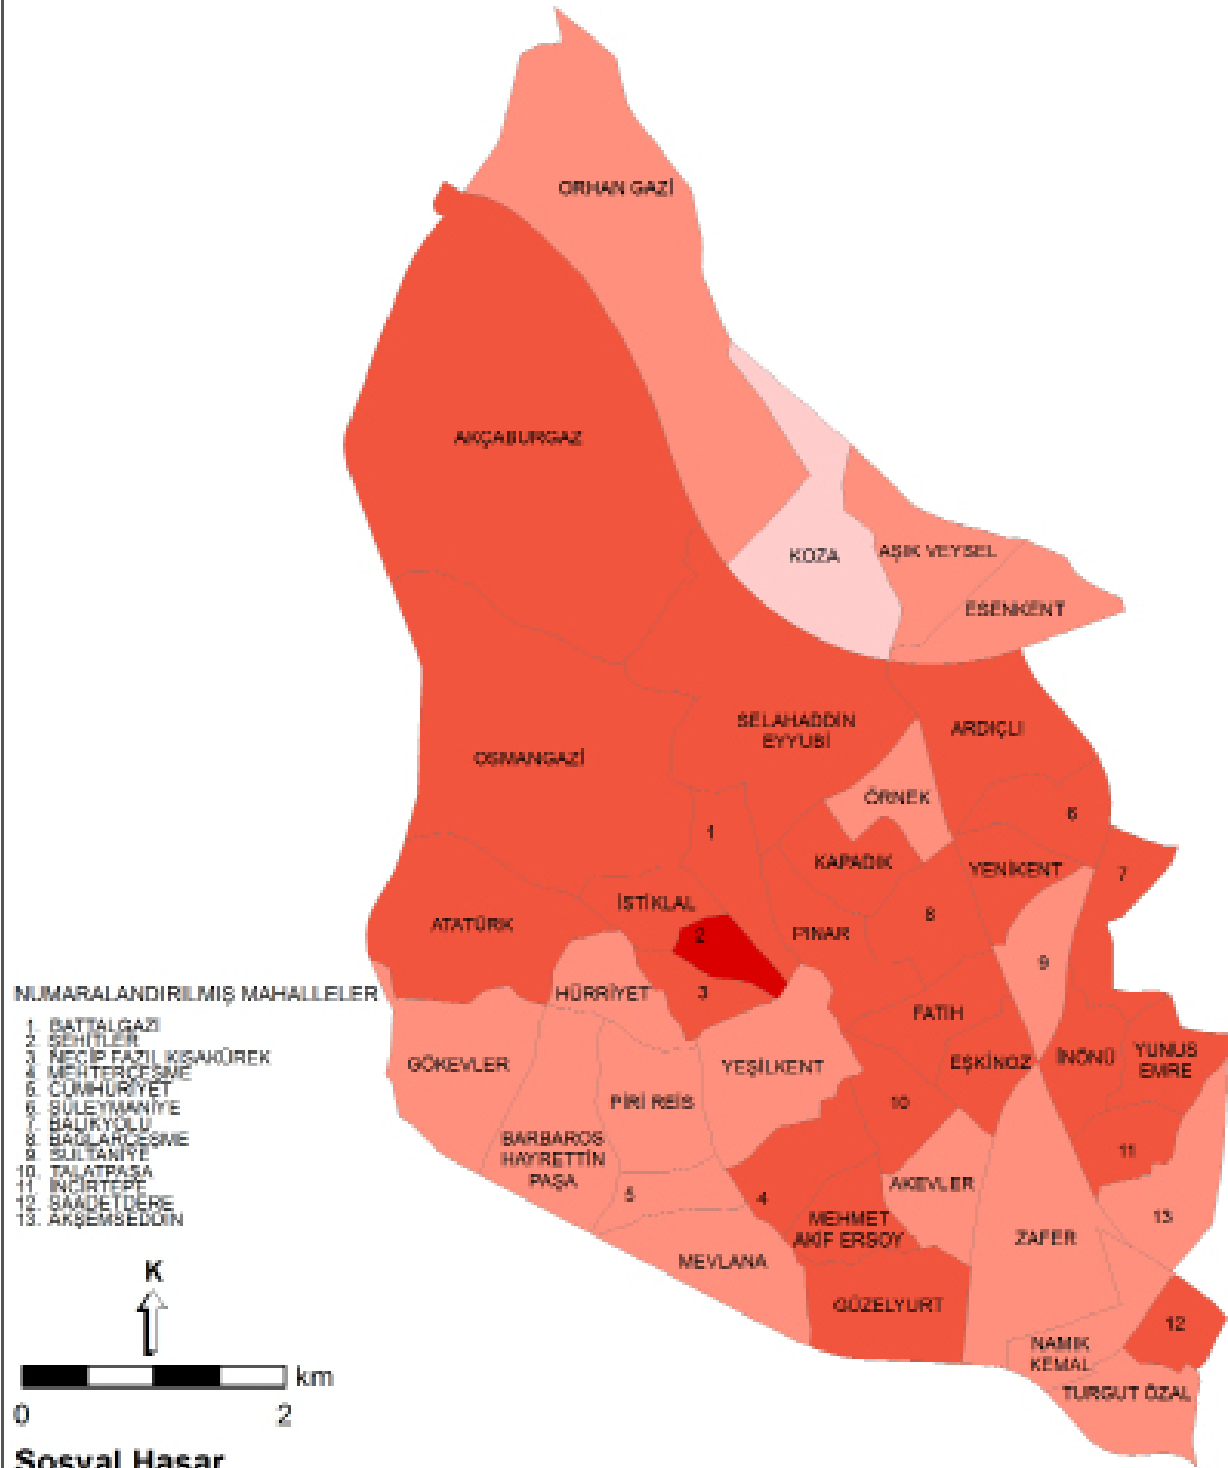 ORHAN GAZİ
AKÇABURGAZ
KOZA
AŞIK VEYSEL
ESENKENT
SELAHADDİN
EYYUBİ
ARDIÇLI
OSMANGAZİ
ÖRNEK
6
1
KAPADIK
YENİKENT
7
İSTİKLAL
8
ATATÜRK
2
PINAR
9
HÜRRİYET
3
FATİH
GÖKEVLER
YEŞİLKENT
EŞKİNOZ
İNÖNÜ
YUNUS
EMRE
PİRİ REİS
10
BARBAROS
HAYRETTİN
PAŞA
11
5
4
AKEVLER
MEHMET
AKİF ERSOY
13
ZAFER
MEVLANA
GÜZELYURT
12
NAMIK
KEMAL
TURGUT ÖZAL
NUMARALANDIRILMIŞ MAHALLELER
1. BATTALGAZİ
2. ŞEHİTLER
3. NECİP FAZIL KISAKÜREK
4. MEHTERÇEŞME
5. CUMHURİYET
6. SÜLEYMANİYE
7. BALIKYOLU
8. BAĞLARÇEŞME
9. SULTANİYE
10. TALATPAŞA
11. İNCİRTEPE
12. SAADETDERE
13. AKŞEMSEDDİN
K
km
0 2
Sosyal Hasar